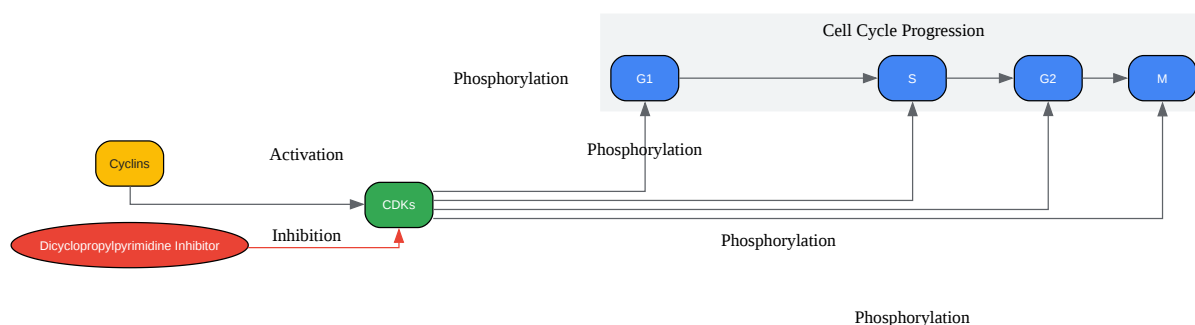 Cell Cycle Progression
Phosphorylation
G1
S
G2
M
Phosphorylation
Activation
Cyclins
CDKs
Inhibition
Dicyclopropylpyrimidine Inhibitor
Phosphorylation
Phosphorylation